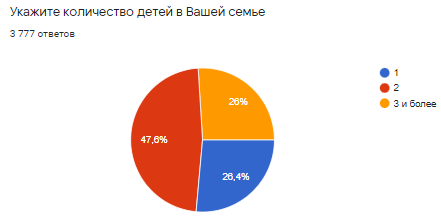 Укажите количество детей в Вашей семье
3 777 ответов
1
2
3 и более
26%
47,6%
26,4%